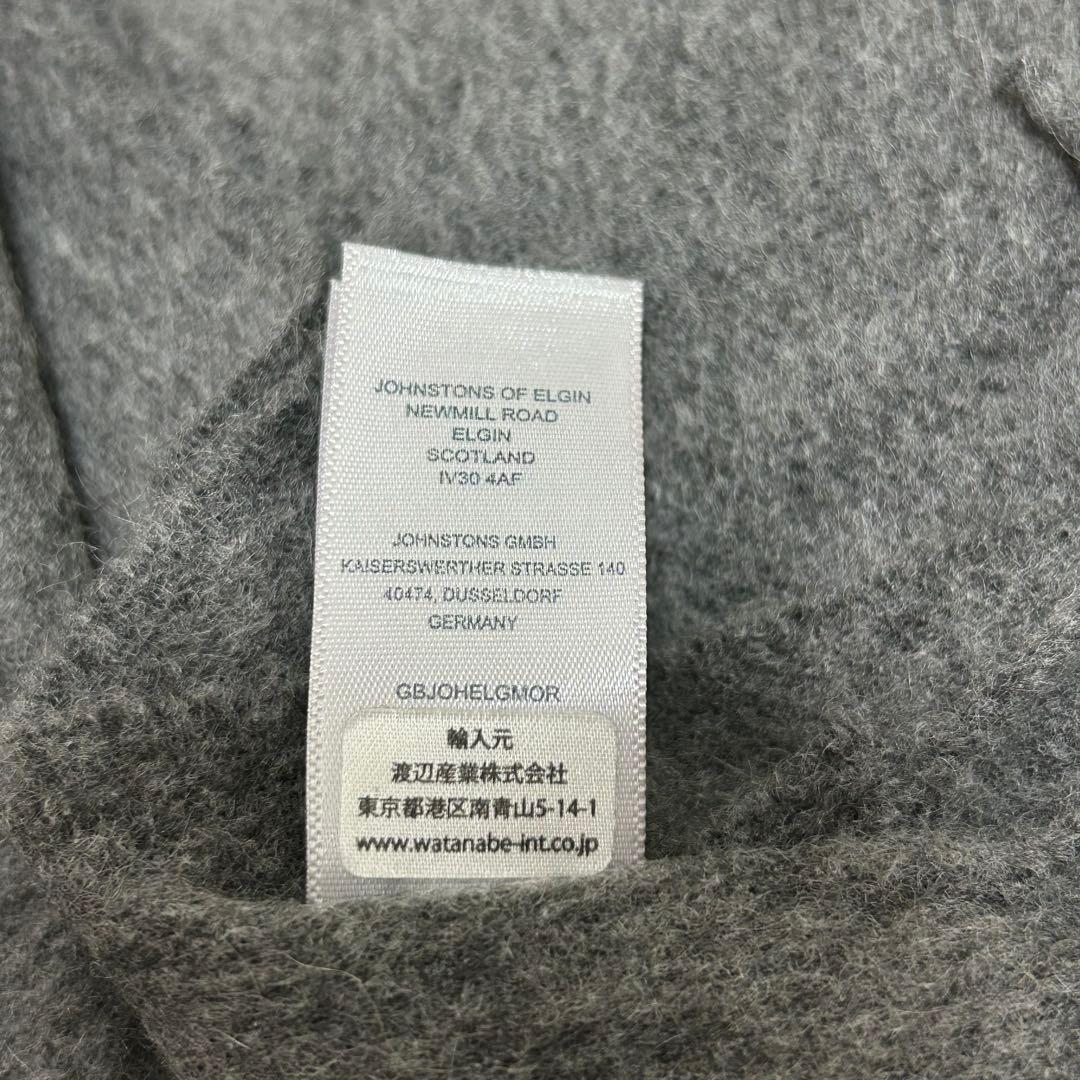 JOHNSTONS OF ELGIN
NEWMILL ROAD
ELGIN
SCOTLAND
IV30 4AF
JOHNSTONS GMBH
KAISERSWERTHER STRASSE 140
40474, DUSSELDORF
GERMANY
GBJOHELGMOR
輸入元
渡辺産業株式会社
東京都港区南青山5-14-1
www.watanabe-int.co.jp